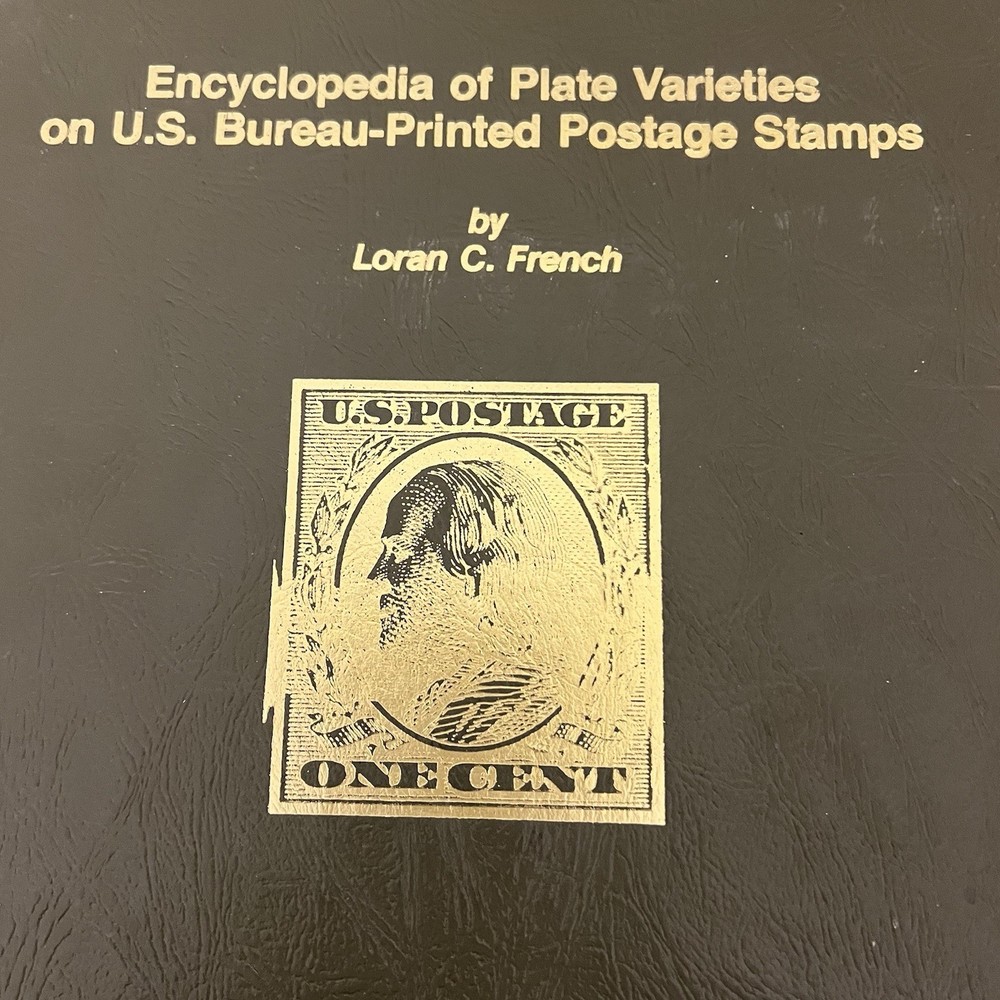 Encyclopedia of Plate Varieties
on U.S. Bureau-Printed Postage Stamps
by
Loran C. French
U.S.POSTAGE
ONE CENT